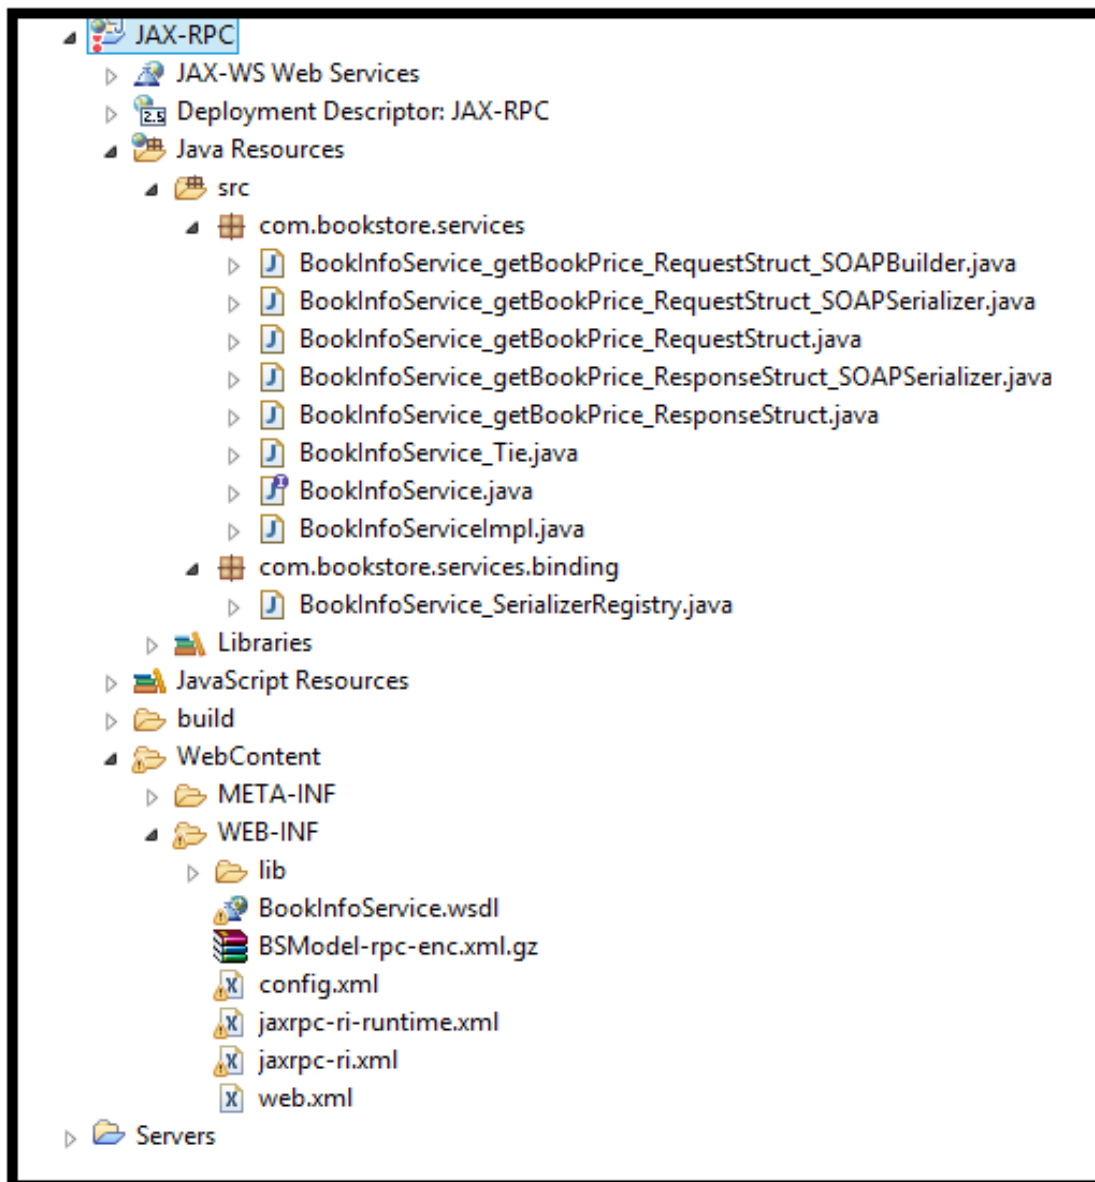 JAX-RPC
JAX-WS Web Services
2.5 Deployment Descriptor: JAX-RPC
Java Resources
src
com.bookstore.services
BookInfoService_getBookPrice_RequestStruct_SOAPBuilder.java
BookInfoService_getBookPrice_RequestStruct_SOAPSerializer.java
BookInfoService_getBookPrice_RequestStruct.java
BookInfoService_getBookPrice_ResponseStruct_SOAPSerializer.java
BookInfoService_getBookPrice_ResponseStruct.java
BookInfoService_Tie.java
BookInfoService.java
BookInfoServiceImpl.java
com.bookstore.services.binding
BookInfoService_SerializerRegistry.java
Libraries
JavaScript Resources
build
WebContent
META-INF
WEB-INF
lib
BookInfoService.wsdl
BSModel-rpc-enc.xml.gz
config.xml
jaxrpc-ri-runtime.xml
jaxrpc-ri.xml
web.xml
Servers